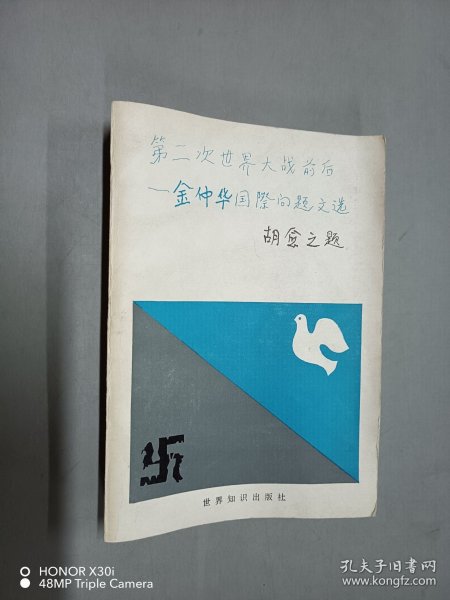 第二次世界大战前后
—金仲华国際问题文选
胡愈之题
世界知识出版社
HONOR X30i
48MP Triple Camera
孔夫子旧书网
www.kongfz.com